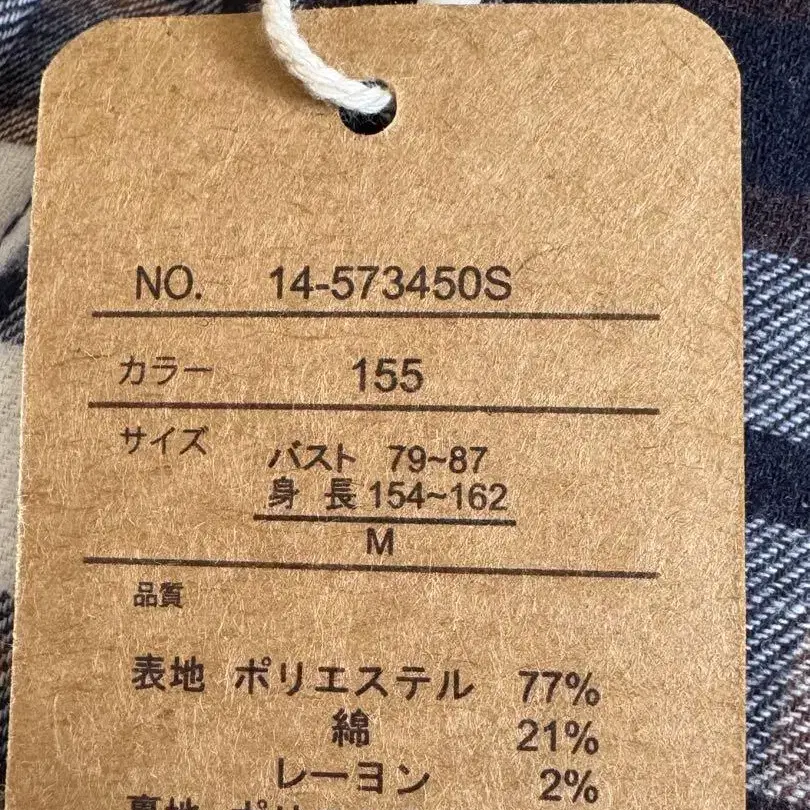 NO. 14-573450S
カラー 155
サイズ バスト 79~87
身 長 154~162
M
品質
表地 ポリエステル 77%
綿 21%
レーヨン 2%